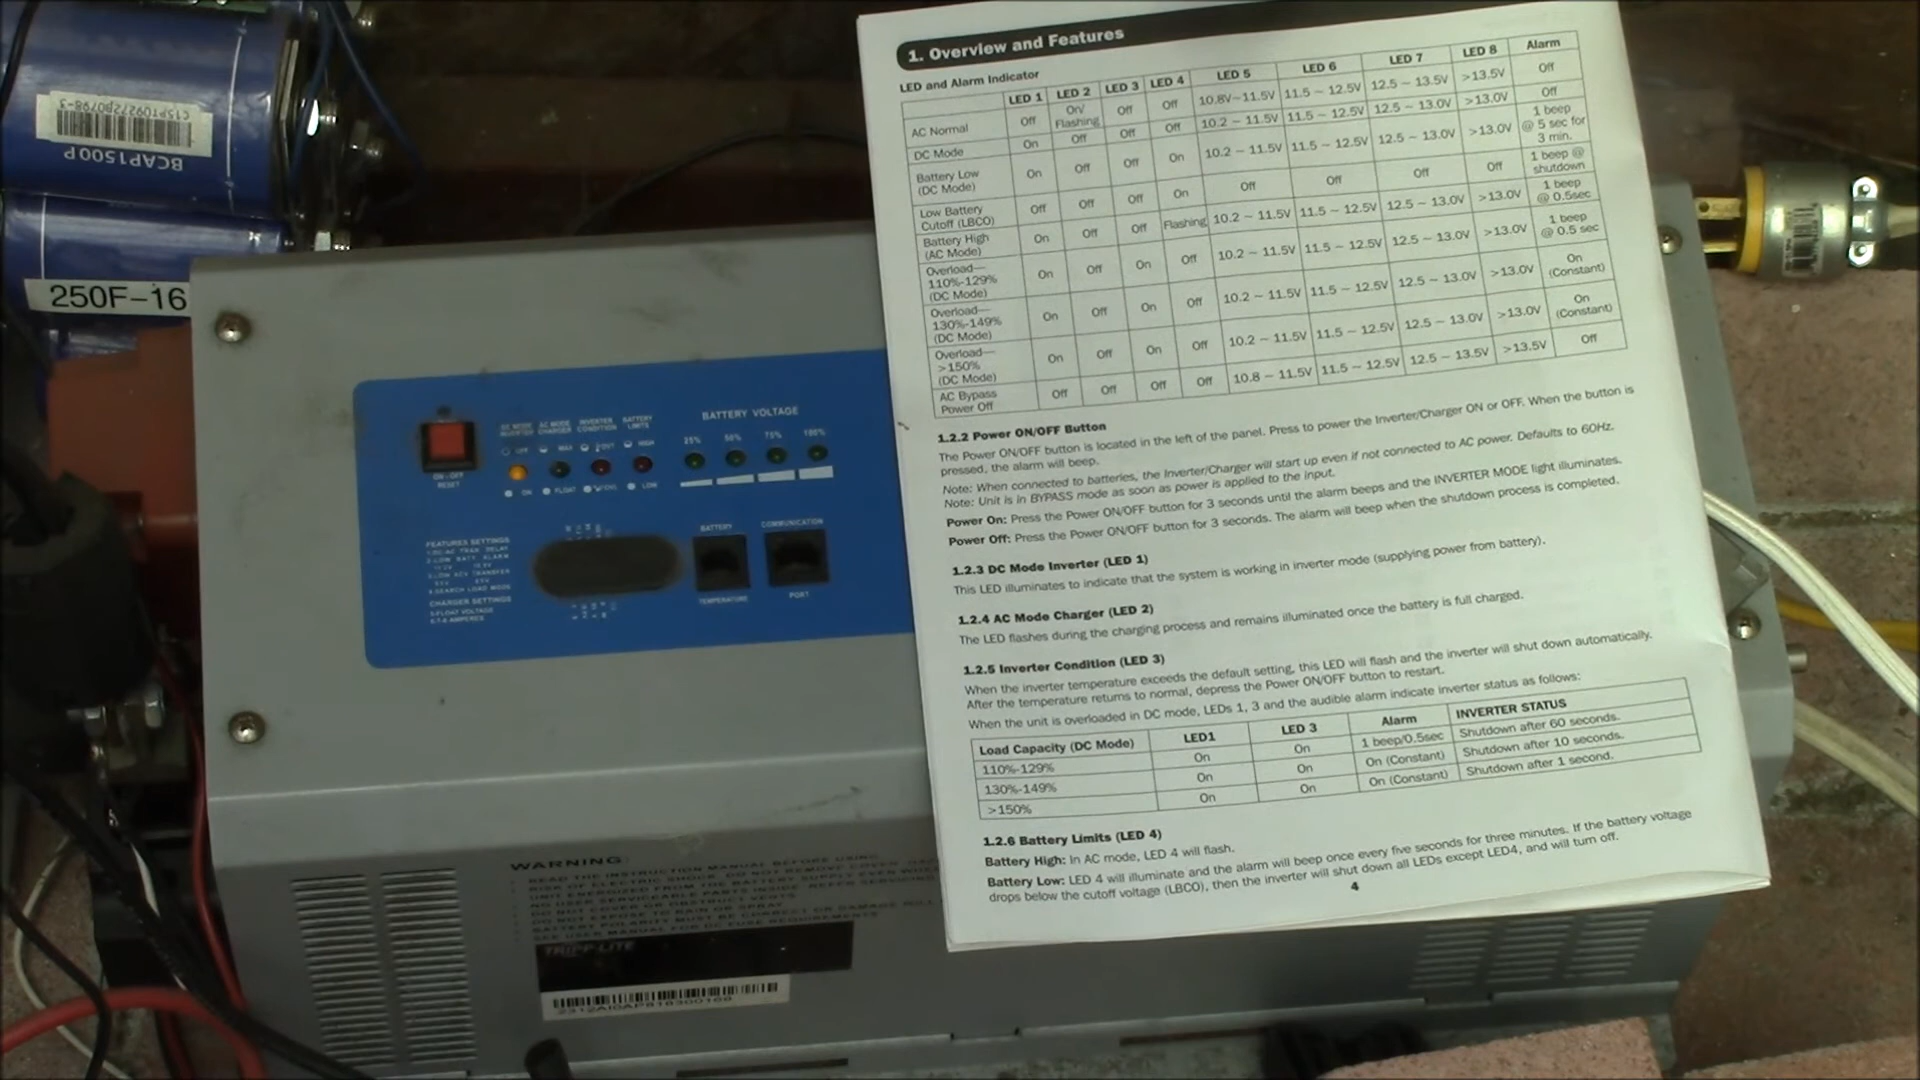 C15PT09272B0798-3
BCAP1500P
250F-16
ON - OFF
RESET
DC MODE
INVERTER
AC MODE
CHARGER
INVERTER
CONDITION
BATTERY
LIMITS
OFF
MAX
HIGH
ON
FLOAT
LOW
BATTERY VOLTAGE
25% 50% 75% 100%
FEATURES SETTINGS
CHARGER SETTINGS
BATTERY
TEMPERATURE
COMMUNICATION
PORT
WARNING:
READ THE INSTRUCTION MANUAL BEFORE USING
TRIPP-LITE
1. Overview and Features
LED and Alarm Indicator
LED 1 LED 2 LED 3 LED 4 LED 5 LED 6 LED 7 LED 8 Alarm
AC Normal Off On/ Flashing Off Off 10.8V~11.5V 11.5 ~ 12.5V 12.5 ~ 13.5V >13.5V Off
DC Mode On Off Off Off 10.2 ~ 11.5V 11.5 ~ 12.5V 12.5 ~ 13.0V >13.0V Off
Battery Low (DC Mode) On Off Off On 10.2 ~ 11.5V 11.5 ~ 12.5V 12.5 ~ 13.0V >13.0V 1 beep @ 5 sec for 3 min.
Low Battery Cutoff (LBCO) Off Off Off On Off Off Off Off 1 beep @ shutdown
Battery High (AC Mode) On Off Off Flashing 10.2 ~ 11.5V 11.5 ~ 12.5V 12.5 ~ 13.0V >13.0V 1 beep @ 0.5sec
Overload— 110%-129% (DC Mode) On Off On Off 10.2 ~ 11.5V 11.5 ~ 12.5V 12.5 ~ 13.0V >13.0V 1 beep @ 0.5 sec
Overload— 130%-149% (DC Mode) On Off On Off 10.2 ~ 11.5V 11.5 ~ 12.5V 12.5 ~ 13.0V >13.0V On (Constant)
Overload— >150% (DC Mode) On Off On Off 10.2 ~ 11.5V 11.5 ~ 12.5V 12.5 ~ 13.0V >13.0V On (Constant)
AC Bypass Power Off Off Off Off Off 10.8 ~ 11.5V 11.5 ~ 12.5V 12.5 ~ 13.5V >13.5V Off
1.2.2 Power ON/OFF Button
The Power ON/OFF button is located in the left of the panel. Press to power the Inverter/Charger ON or OFF. When the button is
pressed, the alarm will beep.
Note: When connected to batteries, the Inverter/Charger will start up even if not connected to AC power. Defaults to 60Hz.
Note: Unit is in BYPASS mode as soon as power is applied to the input.
Power On: Press the Power ON/OFF button for 3 seconds until the alarm beeps and the INVERTER MODE light illuminates.
Power Off: Press the Power ON/OFF button for 3 seconds. The alarm will beep when the shutdown process is completed.
1.2.3 DC Mode Inverter (LED 1)
This LED illuminates to indicate that the system is working in inverter mode (supplying power from battery).
1.2.4 AC Mode Charger (LED 2)
The LED flashes during the charging process and remains illuminated once the battery is full charged.
1.2.5 Inverter Condition (LED 3)
When the inverter temperature exceeds the default setting, this LED will flash and the inverter will shut down automatically.
After the temperature returns to normal, depress the Power ON/OFF button to restart.
When the unit is overloaded in DC mode, LEDs 1, 3 and the audible alarm indicate inverter status as follows:
Load Capacity (DC Mode) LED1 LED 3 Alarm INVERTER STATUS
110%-129% On On 1 beep/0.5sec Shutdown after 60 seconds.
130%-149% On On On (Constant) Shutdown after 10 seconds.
>150% On On On (Constant) Shutdown after 1 second.
1.2.6 Battery Limits (LED 4)
Battery High: In AC mode, LED 4 will flash.
Battery Low: LED 4 will illuminate and the alarm will beep once every five seconds for three minutes. If the battery voltage
drops below the cutoff voltage (LBCO), then the inverter will shut down all LEDs except LED4, and will turn off.
4